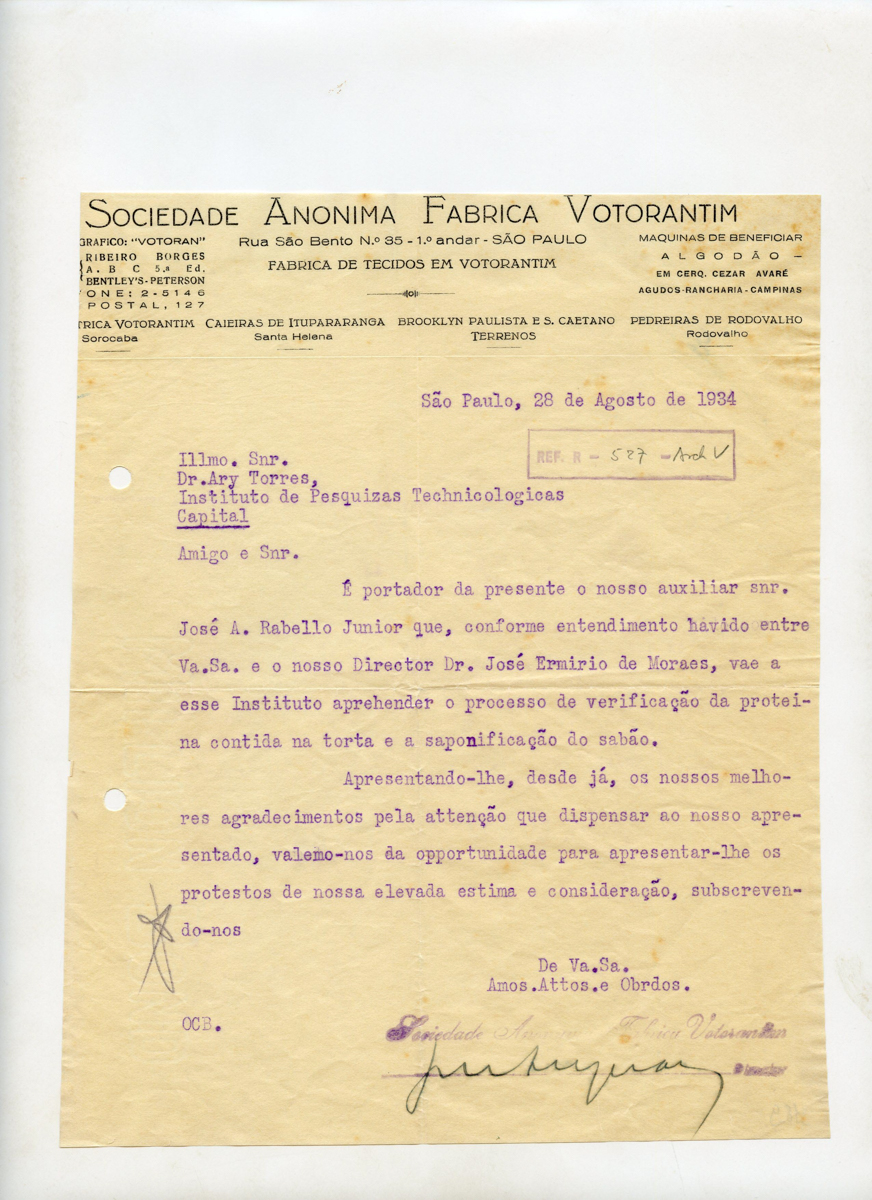 SOCIEDADE ANONIMA FABRICA VOTORANTIM
GRAFICO: "VOTORAN"
RIBEIRO BORGES
A. B C 5.ª Ed.
BENTLEY'S-PETERSON
ONE: 2-5146
POSTAL, 127
Rua São Bento N.º 35 - 1.º andar - SÃO PAULO
FABRICA DE TECIDOS EM VOTORANTIM
MAQUINAS DE BENEFICIAR
ALGODÃO –
EM CERQ. CEZAR AVARÉ
AGUDOS-RANCHARIA-CAMPINAS
TRICA VOTORANTIM
Sorocaba
CAIEIRAS DE ITUPARARANGA
Santa Helena
BROOKLYN PAULISTA E S. CAETANO
TERRENOS
PEDREIRAS DE RODOVALHO
Rodovalho
São Paulo, 28 de Agosto de 1934
REF. R - 527 - Arch V
Illmo. Snr.
Dr.Ary Torres,
Instituto de Pesquizas Technicologicas
Capital
Amigo e Snr.
É portador da presente o nosso auxiliar snr.
José A. Rabello Junior que, conforme entendimento havido entre
Va.Sa. e o nosso Director Dr. José Ermirio de Moraes, vae a
esse Instituto aprehender o processo de verificação da protei-
na contida na torta e a saponificação do sabão.
Apresentando-lhe, desde já, os nossos melho-
res agradecimentos pela attenção que dispensar ao nosso apre-
sentado, valemo-nos da opportunidade para apresentar-lhe os
protestos de nossa elevada estima e consideração, subscreven-
do-nos
De Va.Sa.
Amos.Attos.e Obrdos.
OCB.
Sociedade Anonima Fabrica Votorantim
Director